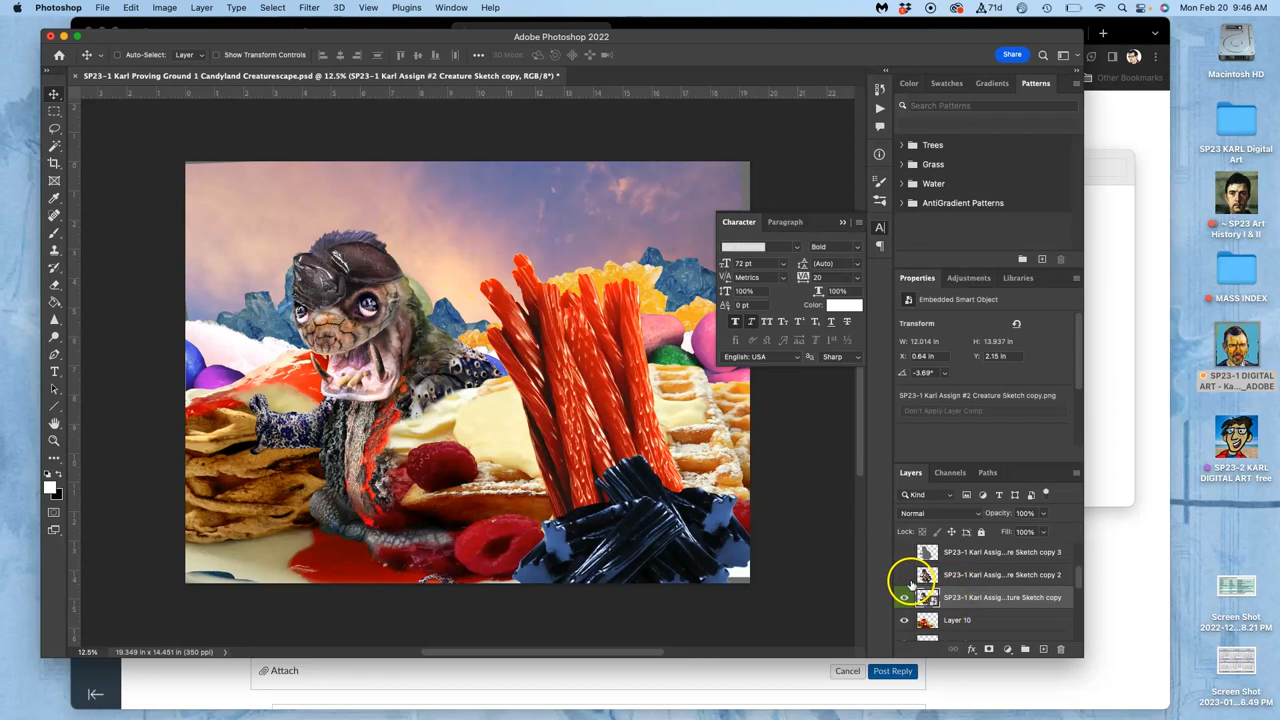 Photoshop File Edit Image Layer Type Select Filter 3D View Plugins Window Help
71d
Mon Feb 20 9:46 AM
Adobe Photoshop 2022
Auto-Select: Layer Show Transform Controls
3D Mode
Share
SP23-1 Karl Proving Ground 1 Candyland Creaturescape.psd @ 12.5% (SP23-1 Karl Assign #2 Creature Sketch copy, RGB/8*) *
Other Bookmarks
Color Swatches Gradients Patterns
Search Patterns
Trees
Grass
Water
AntiGradient Patterns
Character Paragraph
Bold
72 pt (Auto)
Metrics 20
100% 100%
0 pt Color:
English: USA Sharp
Properties Adjustments Libraries
Embedded Smart Object
Transform
W: 12.014 in H: 13.937 in
X: 0.64 in Y: 2.15 in
-3.69°
SP23-1 Karl Assign #2 Creature Sketch copy.png
Don't Apply Layer Comp
Layers Channels Paths
Kind
Normal Opacity: 100%
Lock: Fill: 100%
SP23-1 Karl Assig...re Sketch copy 3
SP23-1 Karl Assig...re Sketch copy 2
SP23-1 Karl Assig...ture Sketch copy
Layer 10
12.5% 19.349 in x 14.451 in (350 ppi)
Attach
Cancel Post Reply
Macintosh HD
SP23 KARL Digital
Art
~ SP23 Art
History I & II
MASS INDEX
SP23-1 DIGITAL
ART - Ka..._ADOBE
SP23-2 KARL
DIGITAL ART free
Screen Shot
2022-12...8.21 PM
Screen Shot
2023-01...6.49 PM